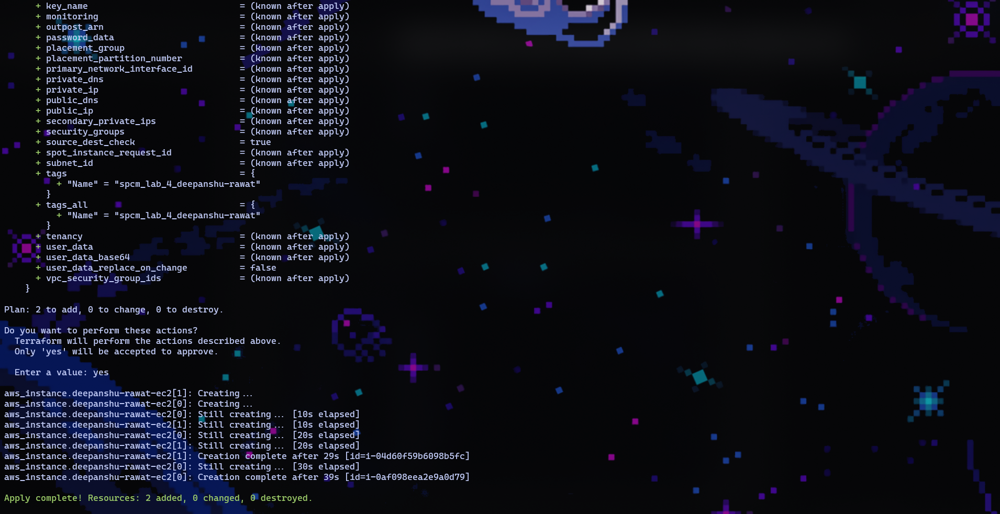 + key_name = (known after apply)
+ monitoring = (known after apply)
+ outpost_arn = (known after apply)
+ password_data = (known after apply)
+ placement_group = (known after apply)
+ placement_partition_number = (known after apply)
+ primary_network_interface_id = (known after apply)
+ private_dns = (known after apply)
+ private_ip = (known after apply)
+ public_dns = (known after apply)
+ public_ip = (known after apply)
+ secondary_private_ips = (known after apply)
+ security_groups = (known after apply)
+ source_dest_check = true
+ spot_instance_request_id = (known after apply)
+ subnet_id = (known after apply)
+ tags = {
+ "Name" = "spcm_lab_4_deepanshu-rawat"
}
+ tags_all = {
+ "Name" = "spcm_lab_4_deepanshu-rawat"
}
+ tenancy = (known after apply)
+ user_data = (known after apply)
+ user_data_base64 = (known after apply)
+ user_data_replace_on_change = false
+ vpc_security_group_ids = (known after apply)
}
Plan: 2 to add, 0 to change, 0 to destroy.
Do you want to perform these actions?
Terraform will perform the actions described above.
Only 'yes' will be accepted to approve.
Enter a value: yes
aws_instance.deepanshu-rawat-ec2[1]: Creating...
aws_instance.deepanshu-rawat-ec2[0]: Creating...
aws_instance.deepanshu-rawat-ec2[0]: Still creating... [10s elapsed]
aws_instance.deepanshu-rawat-ec2[1]: Still creating... [10s elapsed]
aws_instance.deepanshu-rawat-ec2[0]: Still creating... [20s elapsed]
aws_instance.deepanshu-rawat-ec2[1]: Still creating... [20s elapsed]
aws_instance.deepanshu-rawat-ec2[1]: Creation complete after 29s [id=i-04d60f59b6098b5fc]
aws_instance.deepanshu-rawat-ec2[0]: Still creating... [30s elapsed]
aws_instance.deepanshu-rawat-ec2[0]: Creation complete after 39s [id=i-0af098eea2e9a0d79]
Apply complete! Resources: 2 added, 0 changed, 0 destroyed.